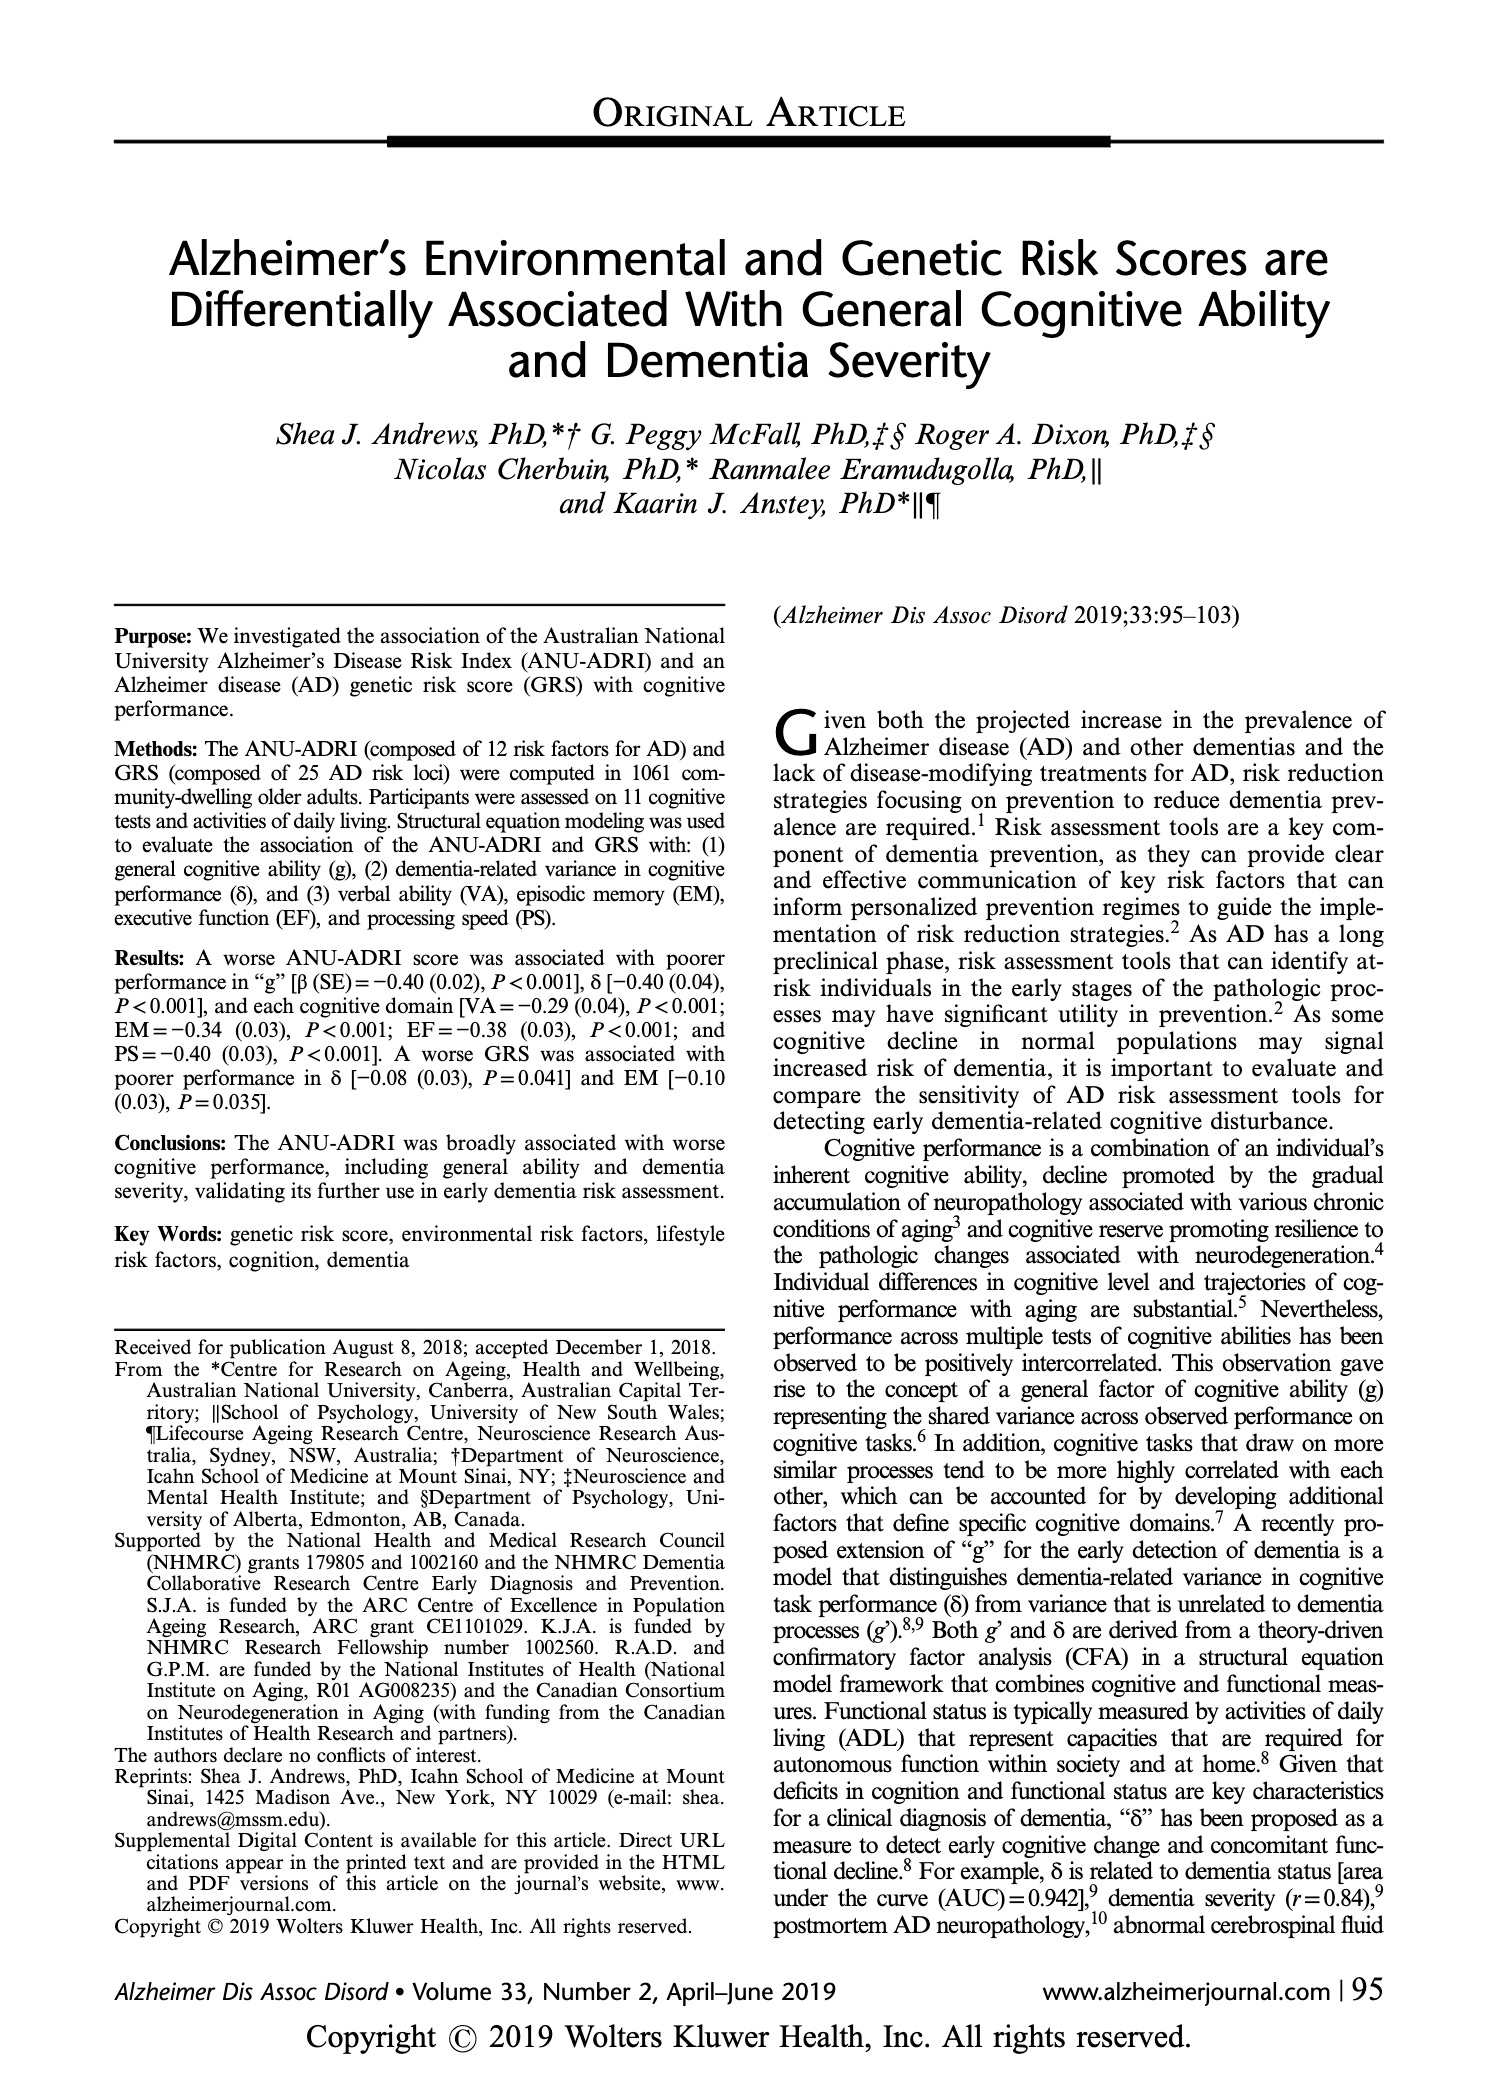 ORIGINAL ARTICLE
Alzheimer's Environmental and Genetic Risk Scores are
Differentially Associated With General Cognitive Ability
and Dementia Severity
Shea J. Andrews, PhD,*† G. Peggy McFall, PhD,‡§ Roger A. Dixon, PhD,‡§
Nicolas Cherbuin, PhD,* Ranmalee Eramudugolla, PhD,∥
and Kaarin J. Anstey, PhD*∥¶
Purpose: We investigated the association of the Australian National
University Alzheimer's Disease Risk Index (ANU-ADRI) and an
Alzheimer disease (AD) genetic risk score (GRS) with cognitive
performance.
Methods: The ANU-ADRI (composed of 12 risk factors for AD) and
GRS (composed of 25 AD risk loci) were computed in 1061 com-
munity-dwelling older adults. Participants were assessed on 11 cognitive
tests and activities of daily living. Structural equation modeling was used
to evaluate the association of the ANU-ADRI and GRS with: (1)
general cognitive ability (g), (2) dementia-related variance in cognitive
performance (δ), and (3) verbal ability (VA), episodic memory (EM),
executive function (EF), and processing speed (PS).
Results: A worse ANU-ADRI score was associated with poorer
performance in “g” [β (SE) = −0.40 (0.02), P < 0.001], δ [−0.40 (0.04),
P < 0.001], and each cognitive domain [VA = −0.29 (0.04), P < 0.001;
EM = −0.34 (0.03), P < 0.001; EF = −0.38 (0.03), P < 0.001; and
PS = −0.40 (0.03), P < 0.001]. A worse GRS was associated with
poorer performance in δ [−0.08 (0.03), P = 0.041] and EM [−0.10
(0.03), P = 0.035].
Conclusions: The ANU-ADRI was broadly associated with worse
cognitive performance, including general ability and dementia
severity, validating its further use in early dementia risk assessment.
Key Words: genetic risk score, environmental risk factors, lifestyle
risk factors, cognition, dementia
Received for publication August 8, 2018; accepted December 1, 2018.
From the *Centre for Research on Ageing, Health and Wellbeing,
Australian National University, Canberra, Australian Capital Ter-
ritory; ∥School of Psychology, University of New South Wales;
¶Lifecourse Ageing Research Centre, Neuroscience Research Aus-
tralia, Sydney, NSW, Australia; †Department of Neuroscience,
Icahn School of Medicine at Mount Sinai, NY; ‡Neuroscience and
Mental Health Institute; and §Department of Psychology, Uni-
versity of Alberta, Edmonton, AB, Canada.
Supported by the National Health and Medical Research Council
(NHMRC) grants 179805 and 1002160 and the NHMRC Dementia
Collaborative Research Centre Early Diagnosis and Prevention.
S.J.A. is funded by the ARC Centre of Excellence in Population
Ageing Research, ARC grant CE1101029. K.J.A. is funded by
NHMRC Research Fellowship number 1002560. R.A.D. and
G.P.M. are funded by the National Institutes of Health (National
Institute on Aging, R01 AG008235) and the Canadian Consortium
on Neurodegeneration in Aging (with funding from the Canadian
Institutes of Health Research and partners).
The authors declare no conflicts of interest.
Reprints: Shea J. Andrews, PhD, Icahn School of Medicine at Mount
Sinai, 1425 Madison Ave., New York, NY 10029 (e-mail: shea.
andrews@mssm.edu).
Supplemental Digital Content is available for this article. Direct URL
citations appear in the printed text and are provided in the HTML
and PDF versions of this article on the journal's website, www.
alzheimerjournal.com.
Copyright © 2019 Wolters Kluwer Health, Inc. All rights reserved.
(Alzheimer Dis Assoc Disord 2019;33:95–103)
Given both the projected increase in the prevalence of
Alzheimer disease (AD) and other dementias and the
lack of disease-modifying treatments for AD, risk reduction
strategies focusing on prevention to reduce dementia prev-
alence are required.1 Risk assessment tools are a key com-
ponent of dementia prevention, as they can provide clear
and effective communication of key risk factors that can
inform personalized prevention regimes to guide the imple-
mentation of risk reduction strategies.2 As AD has a long
preclinical phase, risk assessment tools that can identify at-
risk individuals in the early stages of the pathologic proc-
esses may have significant utility in prevention.2 As some
cognitive decline in normal populations may signal
increased risk of dementia, it is important to evaluate and
compare the sensitivity of AD risk assessment tools for
detecting early dementia-related cognitive disturbance.
Cognitive performance is a combination of an individual's
inherent cognitive ability, decline promoted by the gradual
accumulation of neuropathology associated with various chronic
conditions of aging3 and cognitive reserve promoting resilience to
the pathologic changes associated with neurodegeneration.4
Individual differences in cognitive level and trajectories of cog-
nitive performance with aging are substantial.5 Nevertheless,
performance across multiple tests of cognitive abilities has been
observed to be positively intercorrelated. This observation gave
rise to the concept of a general factor of cognitive ability (g)
representing the shared variance across observed performance on
cognitive tasks.6 In addition, cognitive tasks that draw on more
similar processes tend to be more highly correlated with each
other, which can be accounted for by developing additional
factors that define specific cognitive domains.7 A recently pro-
posed extension of “g” for the early detection of dementia is a
model that distinguishes dementia-related variance in cognitive
task performance (δ) from variance that is unrelated to dementia
processes (g’).8,9 Both g’ and δ are derived from a theory-driven
confirmatory factor analysis (CFA) in a structural equation
model framework that combines cognitive and functional meas-
ures. Functional status is typically measured by activities of daily
living (ADL) that represent capacities that are required for
autonomous function within society and at home.8 Given that
deficits in cognition and functional status are key characteristics
for a clinical diagnosis of dementia, “δ” has been proposed as a
measure to detect early cognitive change and concomitant func-
tional decline.8 For example, δ is related to dementia status [area
under the curve (AUC) = 0.942],9 dementia severity (r = 0.84),9
postmortem AD neuropathology,10 abnormal cerebrospinal fluid
Alzheimer Dis Assoc Disord • Volume 33, Number 2, April–June 2019
www.alzheimerjournal.com | 95
Copyright © 2019 Wolters Kluwer Health, Inc. All rights reserved.